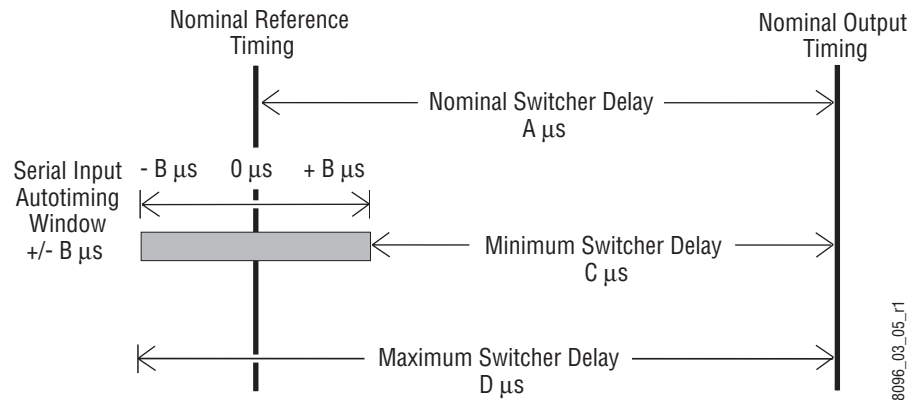 Nominal Reference
Timing
Nominal Output
Timing
Nominal Switcher Delay
A µs
Serial Input
Autotiming
Window
+/- B µs
- B µs 0 µs + B µs
Minimum Switcher Delay
C µs
Maximum Switcher Delay
D µs
8096_03_05_r1